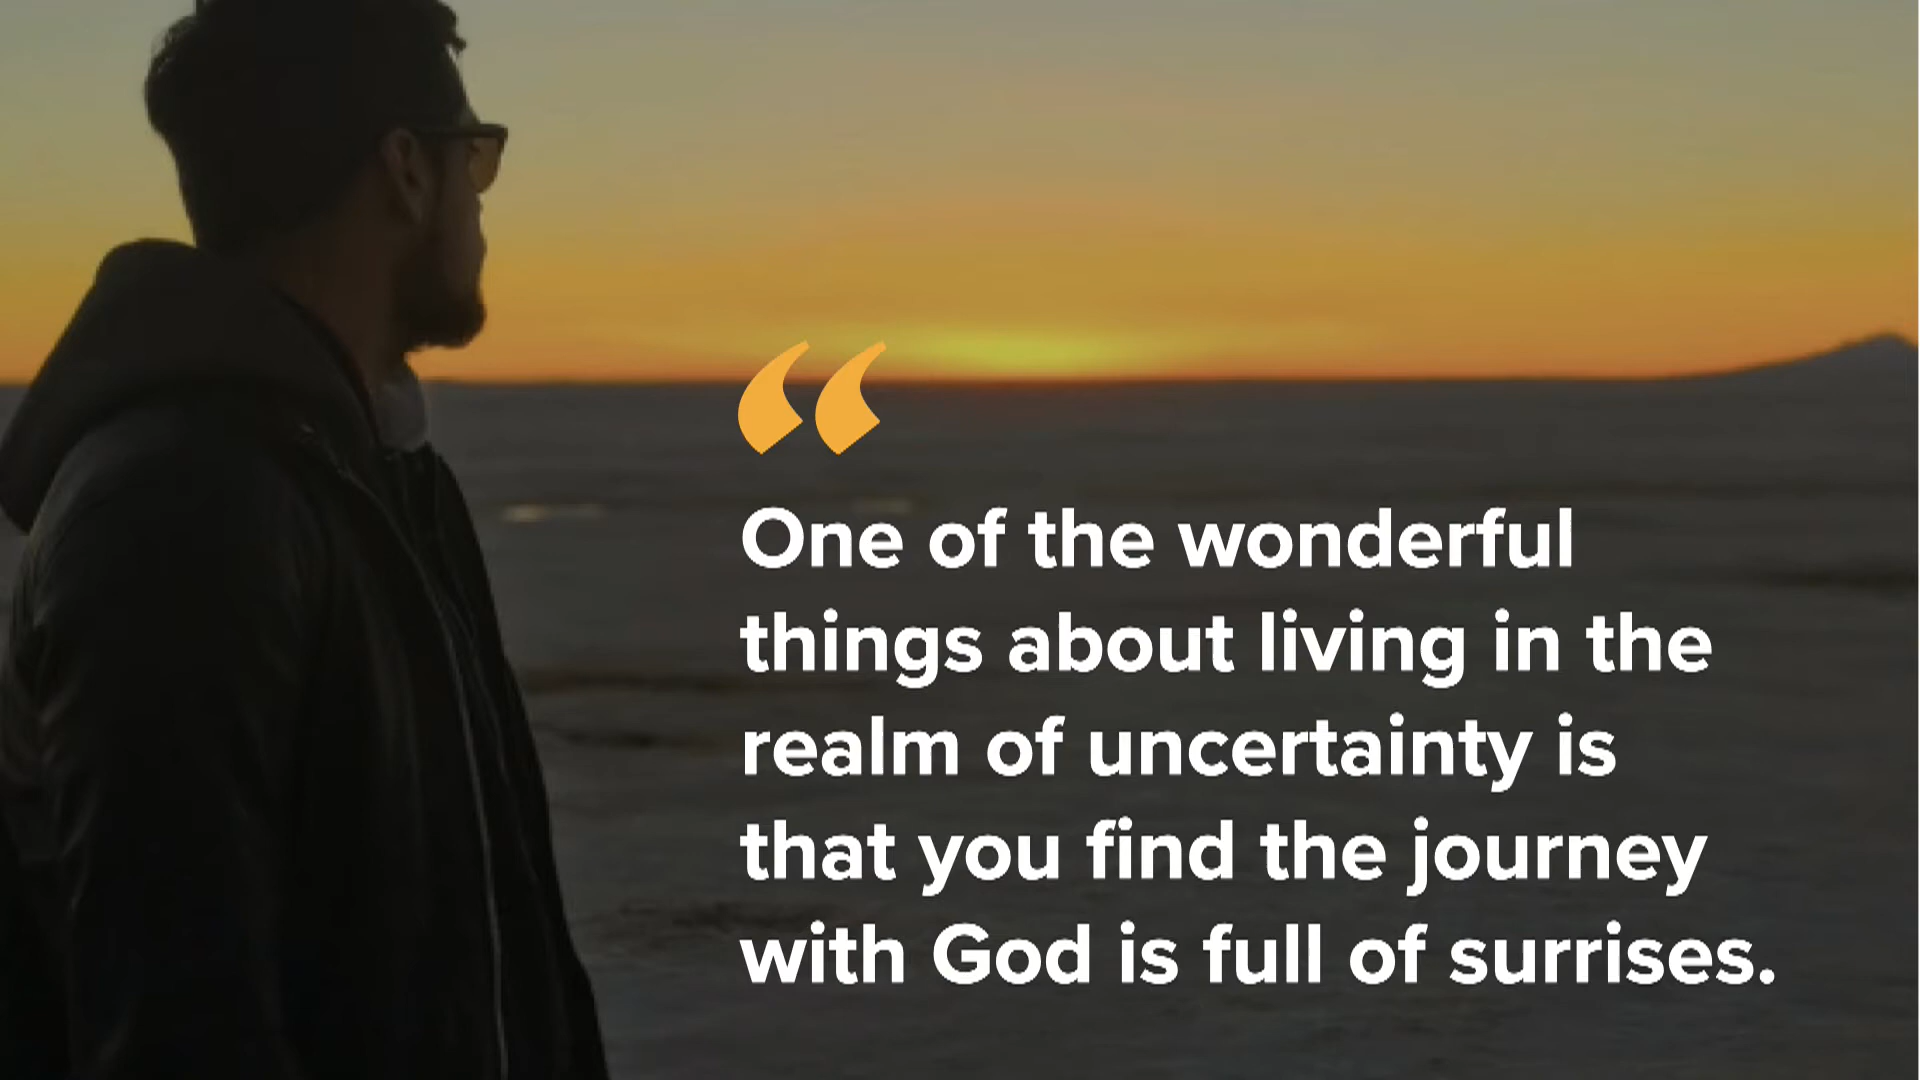 “
One of the wonderful
things about living in the
realm of uncertainty is
that you find the journey
with God is full of surrises.